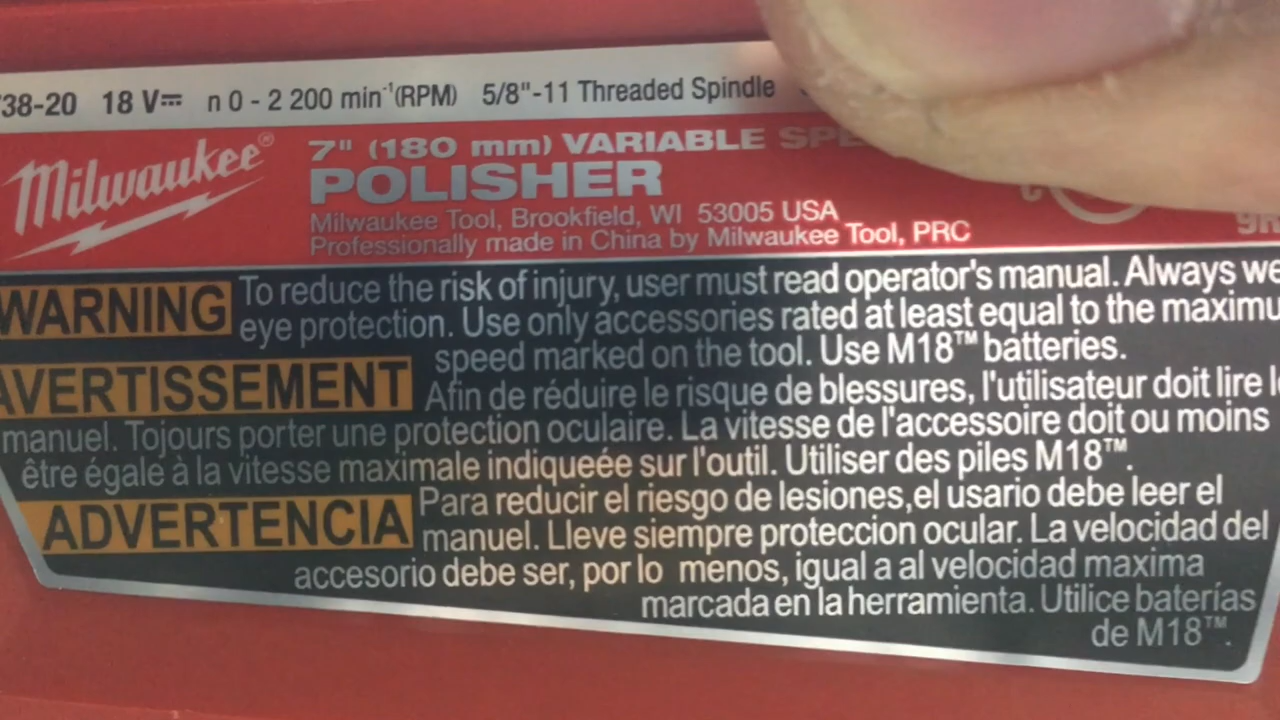 38-20 18 V⎓ n 0 - 2 200 min⁻¹(RPM) 5/8"-11 Threaded Spindle
Milwaukee®
7" (180 mm) VARIABLE SPE
POLISHER
Milwaukee Tool, Brookfield, WI 53005 USA
Professionally made in China by Milwaukee Tool, PRC
WARNING To reduce the risk of injury, user must read operator's manual. Always we
eye protection. Use only accessories rated at least equal to the maximu
speed marked on the tool. Use M18™ batteries.
AVERTISSEMENT Afin de réduire le risque de blessures, l'utilisateur doit lire l
manuel. Tojours porter une protection oculaire. La vitesse de l'accessoire doit ou moins
être égale à la vitesse maximale indiqueée sur l'outil. Utiliser des piles M18™.
ADVERTENCIA Para reducir el riesgo de lesiones,el usario debe leer el
manuel. Lleve siempre proteccion ocular. La velocidad del
accesorio debe ser, por lo menos, igual a al velocidad maxima
marcada en la herramienta. Utilice baterías
de M18™.